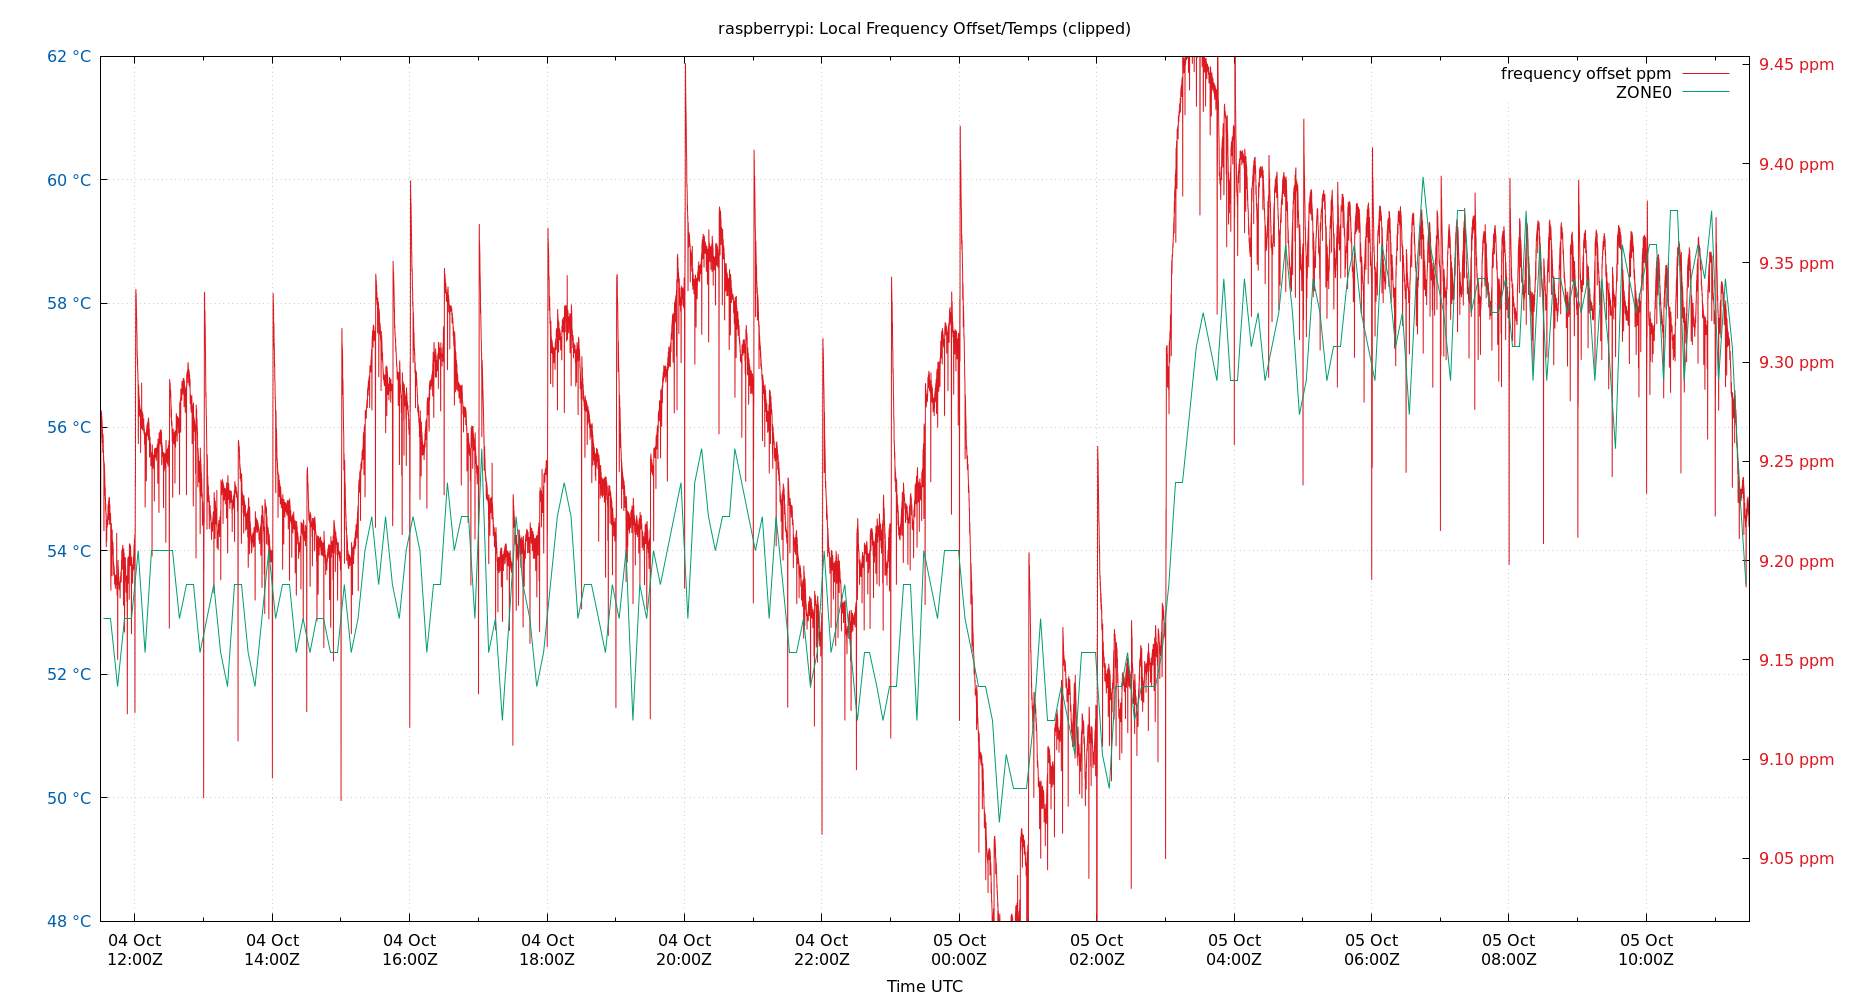 raspberrypi: Local Frequency Offset/Temps (clipped)
62 °C
60 °C
58 °C
56 °C
54 °C
52 °C
50 °C
48 °C
frequency offset ppm
ZONE0
9.45 ppm
9.40 ppm
9.35 ppm
9.30 ppm
9.25 ppm
9.20 ppm
9.15 ppm
9.10 ppm
9.05 ppm
04 Oct 04 Oct 04 Oct 04 Oct 04 Oct 04 Oct 05 Oct 05 Oct 05 Oct 05 Oct 05 Oct 05 Oct
12:00Z 14:00Z 16:00Z 18:00Z 20:00Z 22:00Z 00:00Z 02:00Z 04:00Z 06:00Z 08:00Z 10:00Z
Time UTC